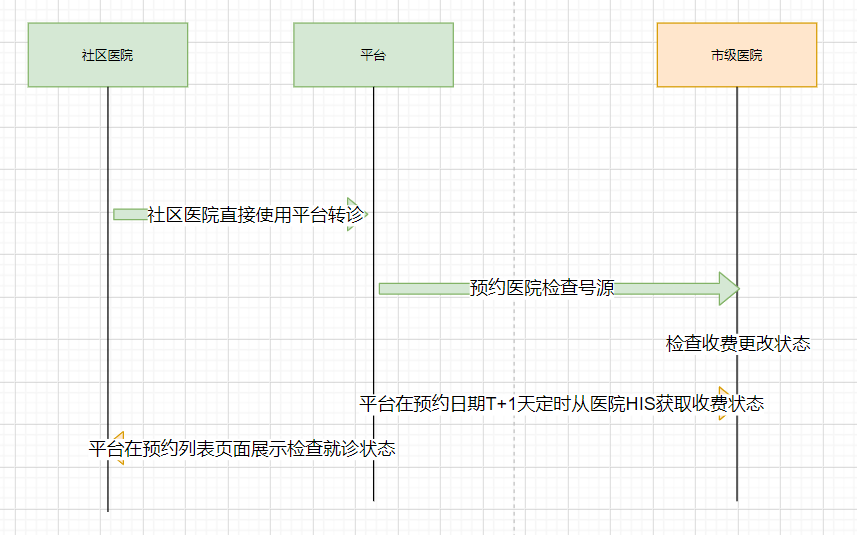 社区医院
平台
市级医院
社区医院直接使用平台转诊
预约医院检查号源
检查收费更改状态
平台在预约日期T+1天定时从医院HIS获取收费状态
平台在预约列表页面展示检查就诊状态